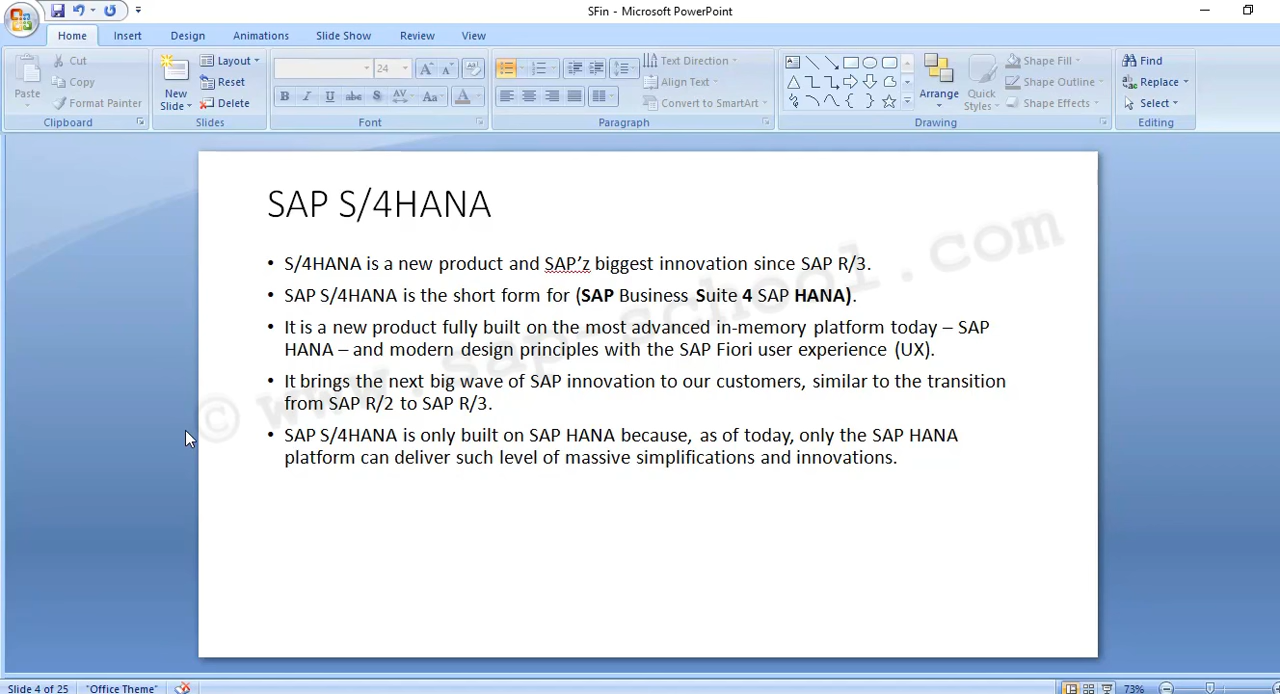 SFin - Microsoft PowerPoint
Home Insert Design Animations Slide Show Review View
Cut Layout 24 Text Direction Shape Fill Find
Paste Copy New Slide Reset Align Text Arrange Quick Styles Shape Outline Replace
Format Painter Delete B I U abc S AV Aa A Convert to SmartArt Shape Effects Select
Clipboard Slides Font Paragraph Drawing Editing
SAP S/4HANA
• S/4HANA is a new product and SAP’z biggest innovation since SAP R/3.
• SAP S/4HANA is the short form for (SAP Business Suite 4 SAP HANA).
• It is a new product fully built on the most advanced in-memory platform today – SAP
HANA – and modern design principles with the SAP Fiori user experience (UX).
• It brings the next big wave of SAP innovation to our customers, similar to the transition
from SAP R/2 to SAP R/3.
• SAP S/4HANA is only built on SAP HANA because, as of today, only the SAP HANA
platform can deliver such level of massive simplifications and innovations.
© www.sap-school.com
Slide 4 of 25 "Office Theme" 73%